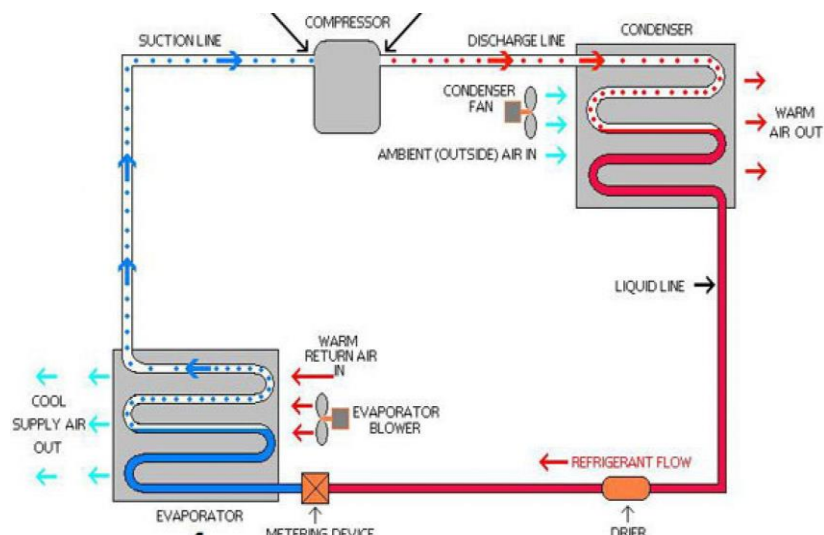 COMPRESSOR
SUCTION LINE
DISCHARGE LINE
CONDENSER
CONDENSER
FAN
WARM
AIR OUT
AMBIENT (OUTSIDE) AIR IN
LIQUID LINE
WARM
RETURN AIR
IN
COOL
SUPPLY AIR
OUT
EVAPORATOR
BLOWER
REFRIGERANT FLOW
EVAPORATOR
METERING DEVICE
DRIER